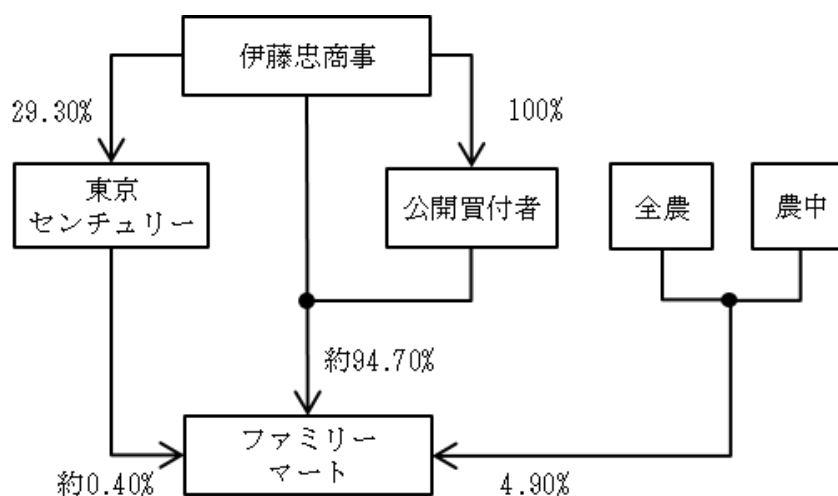 伊藤忠商事
29.30%
100%
東京
センチュリー
公開買付者
全農
農中
約94.70%
ファミリー
マート
約0.40%
4.90%